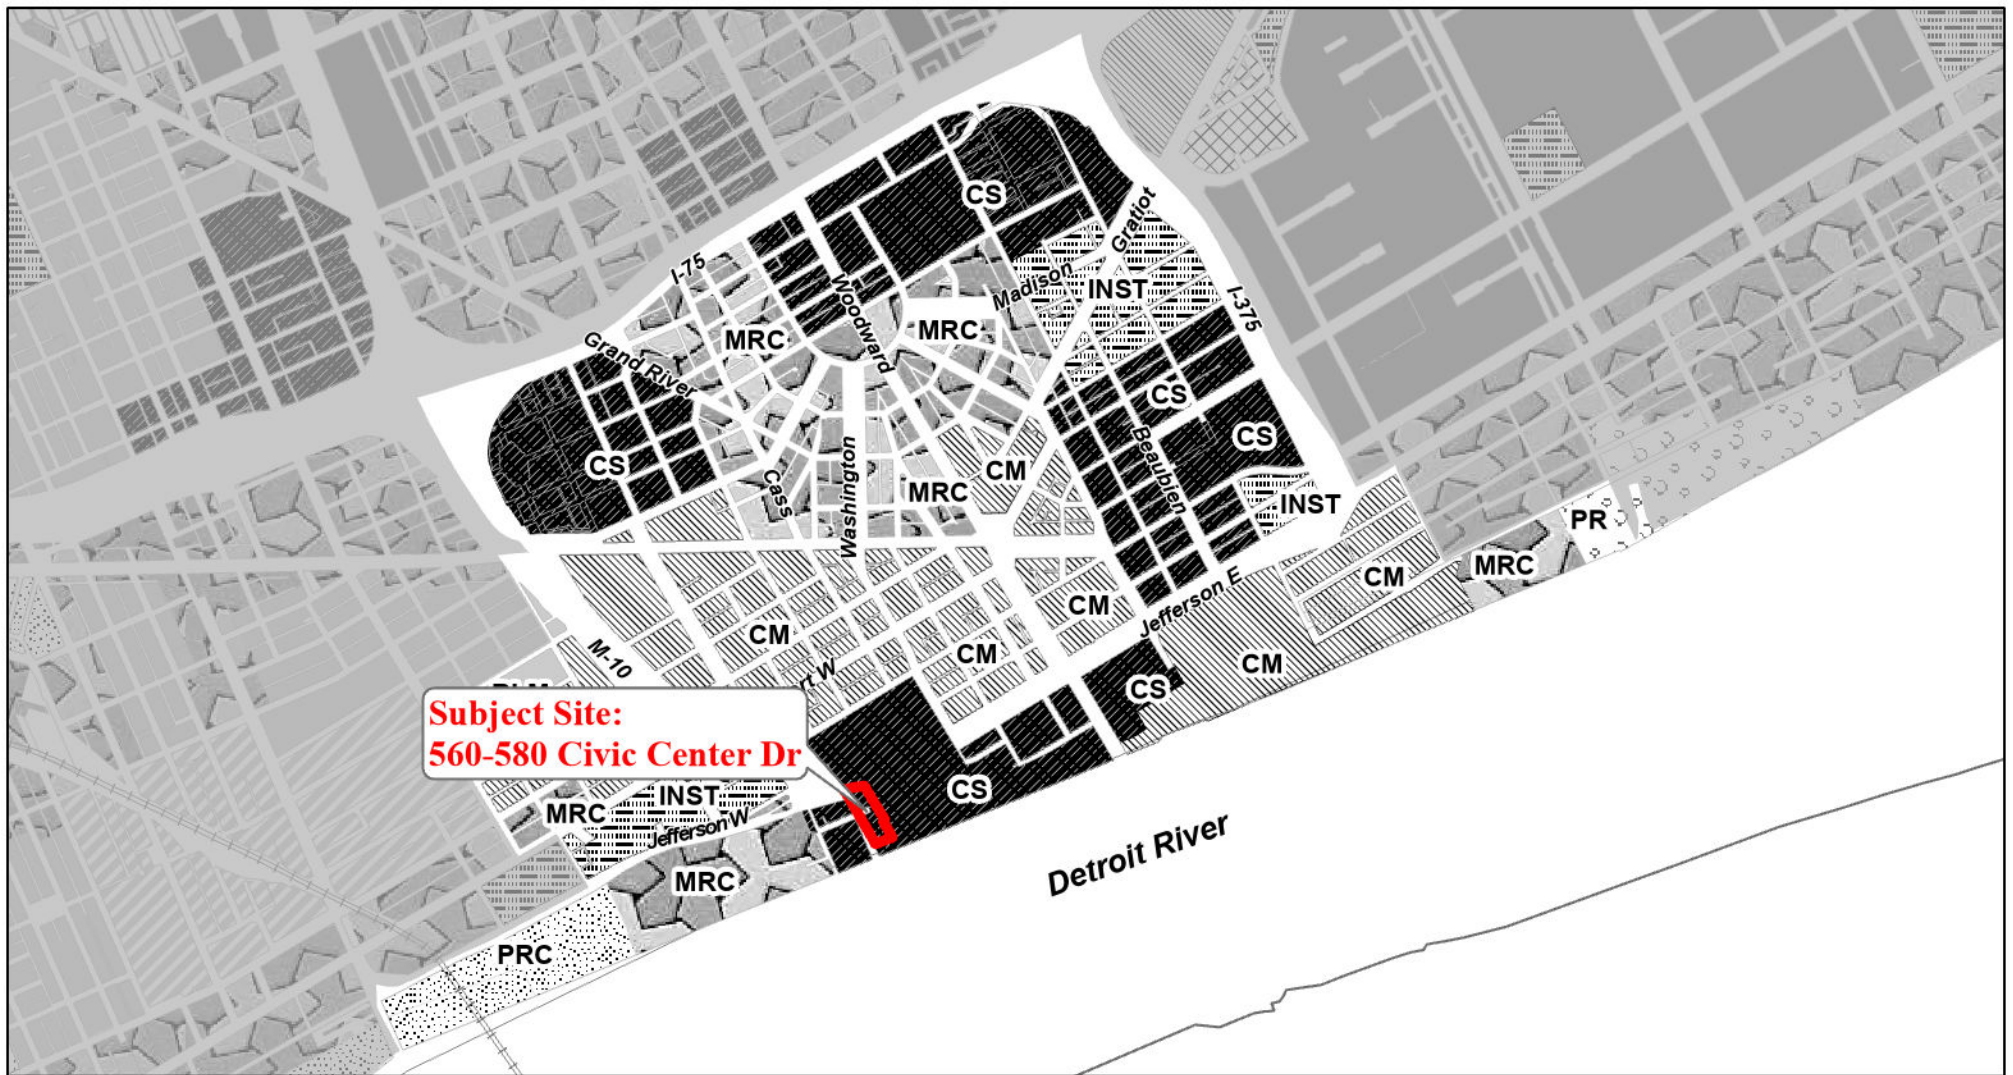 CS
Gratiot
I-75
Madison
INST
Woodward
I-375
MRC
MRC
Grand River
CS
CS
Beaubien
Washington
CS
CM
Cass
MRC
INST
PR
MRC
CM
Jefferson E
CM
CM
M-10
CM
CM
CS
Subject Site:
560-580 Civic Center Dr
CS
INST
MRC
Jefferson W
Detroit River
MRC
PRC